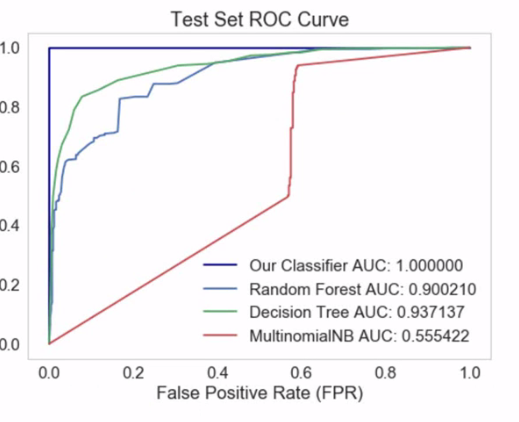 Test Set ROC Curve
1.0
0.8
0.6
0.4
0.2
0.0
Our Classifier AUC: 1.000000
Random Forest AUC: 0.900210
Decision Tree AUC: 0.937137
MultinomialNB AUC: 0.555422
0.0 0.2 0.4 0.6 0.8 1.0
False Positive Rate (FPR)